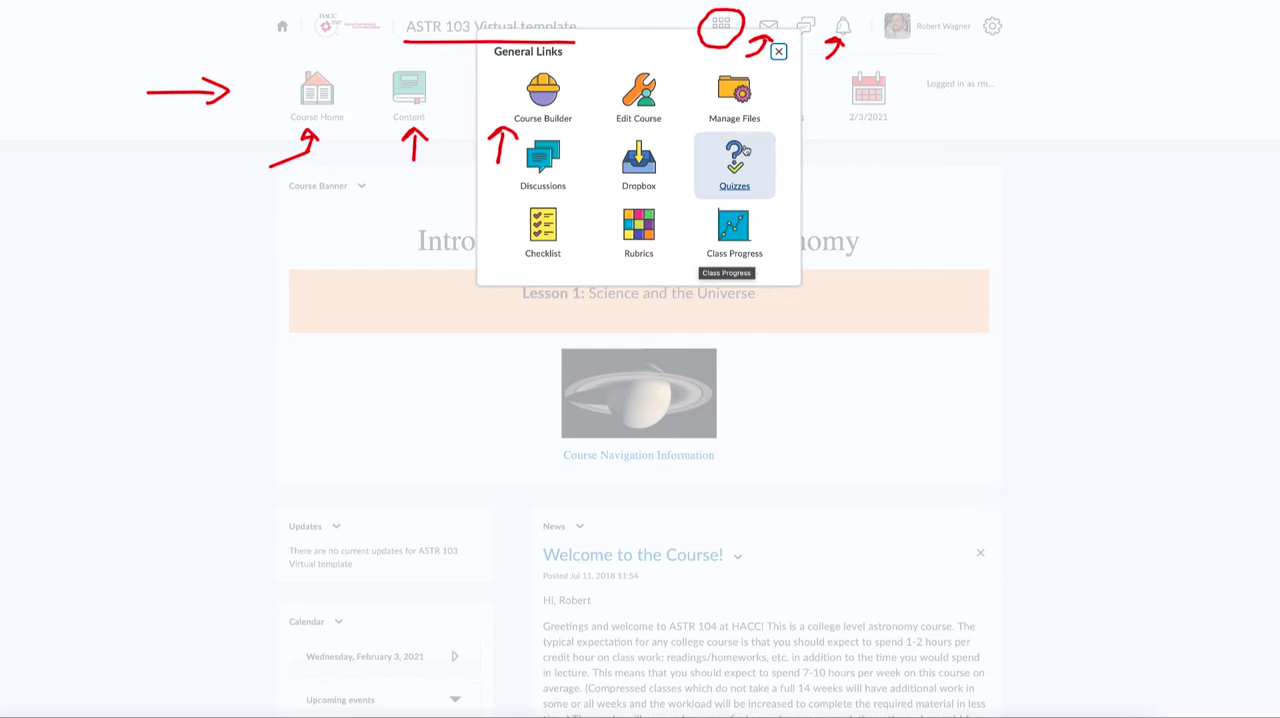 HACC
ASTR 103 Virtual template
Robert Wagner
General Links
Course Home
Content
Course Builder
Edit Course
Manage Files
2/3/2021
Logged in as rm...
Discussions
Dropbox
Quizzes
Checklist
Rubrics
Class Progress
Class Progress
Course Banner
Intro
nomy
Lesson 1: Science and the Universe
Course Navigation Information
Updates
There are no current updates for ASTR 103
Virtual template
Calendar
Wednesday, February 3, 2021
Upcoming events
News
Welcome to the Course!
Posted Jul 11, 2018 11:54
Hi, Robert
Greetings and welcome to ASTR 104 at HACC! This is a college level astronomy course. The
typical expectation for any college course is that you should expect to spend 1-2 hours per
credit hour on class work: readings/homeworks, etc. in addition to the time you would spend
in lecture. This means that you should expect to spend 7-10 hours per week on this course on
average. (Compressed classes which do not take a full 14 weeks will have additional work in
some or all weeks and the workload will be increased to complete the required material in less